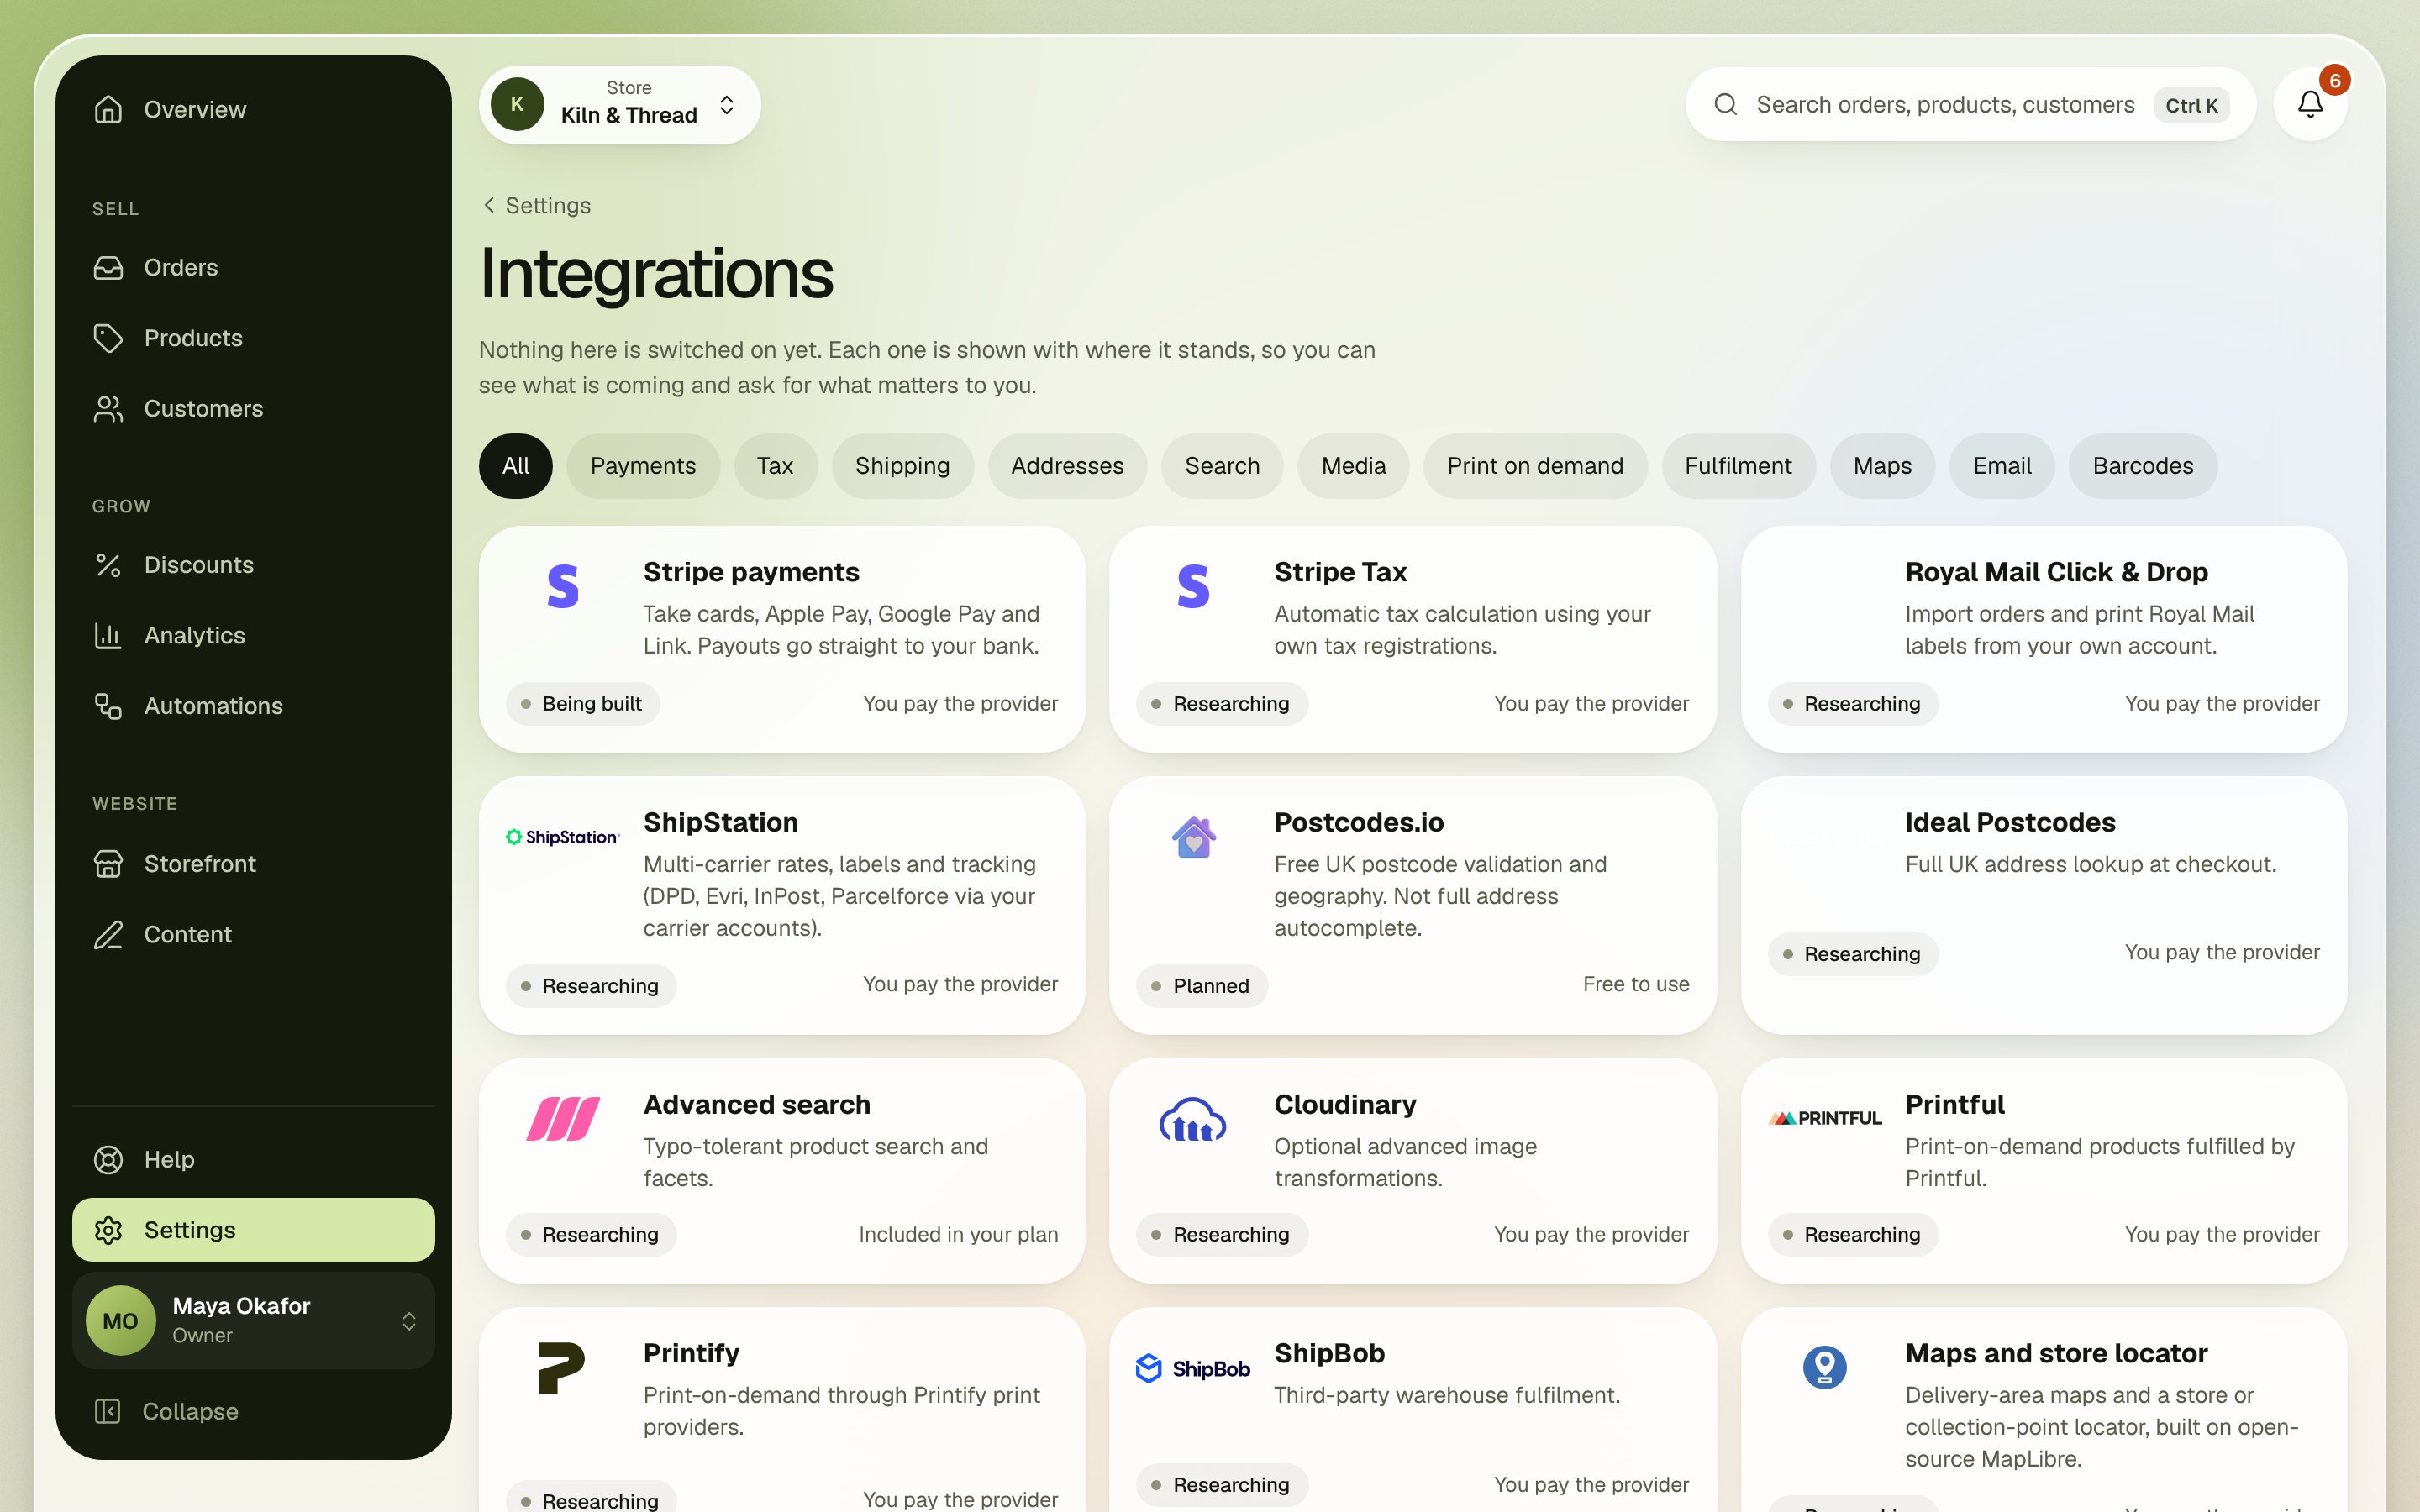 Overview
SELL
Orders
Products
Customers
GROW
Discounts
Analytics
Automations
WEBSITE
Storefront
Content
Help
Settings
MO
Maya Okafor
Owner
Collapse
K
Store
Kiln & Thread
Search orders, products, customers
Ctrl K
6
Settings
Integrations
Nothing here is switched on yet. Each one is shown with where it stands, so you can
see what is coming and ask for what matters to you.
All
Payments
Tax
Shipping
Addresses
Search
Media
Print on demand
Fulfilment
Maps
Email
Barcodes
S
Stripe payments
Take cards, Apple Pay, Google Pay and
Link. Payouts go straight to your bank.
Being built
You pay the provider
S
Stripe Tax
Automatic tax calculation using your
own tax registrations.
Researching
You pay the provider
Royal Mail Click & Drop
Import orders and print Royal Mail
labels from your own account.
Researching
You pay the provider
ShipStation
ShipStation
Multi-carrier rates, labels and tracking
(DPD, Evri, InPost, Parcelforce via your
carrier accounts).
Researching
You pay the provider
Postcodes.io
Free UK postcode validation and
geography. Not full address
autocomplete.
Planned
Free to use
Ideal Postcodes
Full UK address lookup at checkout.
Researching
You pay the provider
Advanced search
Typo-tolerant product search and
facets.
Researching
Included in your plan
Cloudinary
Optional advanced image
transformations.
Researching
You pay the provider
PRINTFUL
Printful
Print-on-demand products fulfilled by
Printful.
Researching
You pay the provider
Printify
Print-on-demand through Printify print
providers.
Researching
You pay the provider
ShipBob
ShipBob
Third-party warehouse fulfilment.
Researching
You pay the provider
Maps and store locator
Delivery-area maps and a store or
collection-point locator, built on open-
source MapLibre.